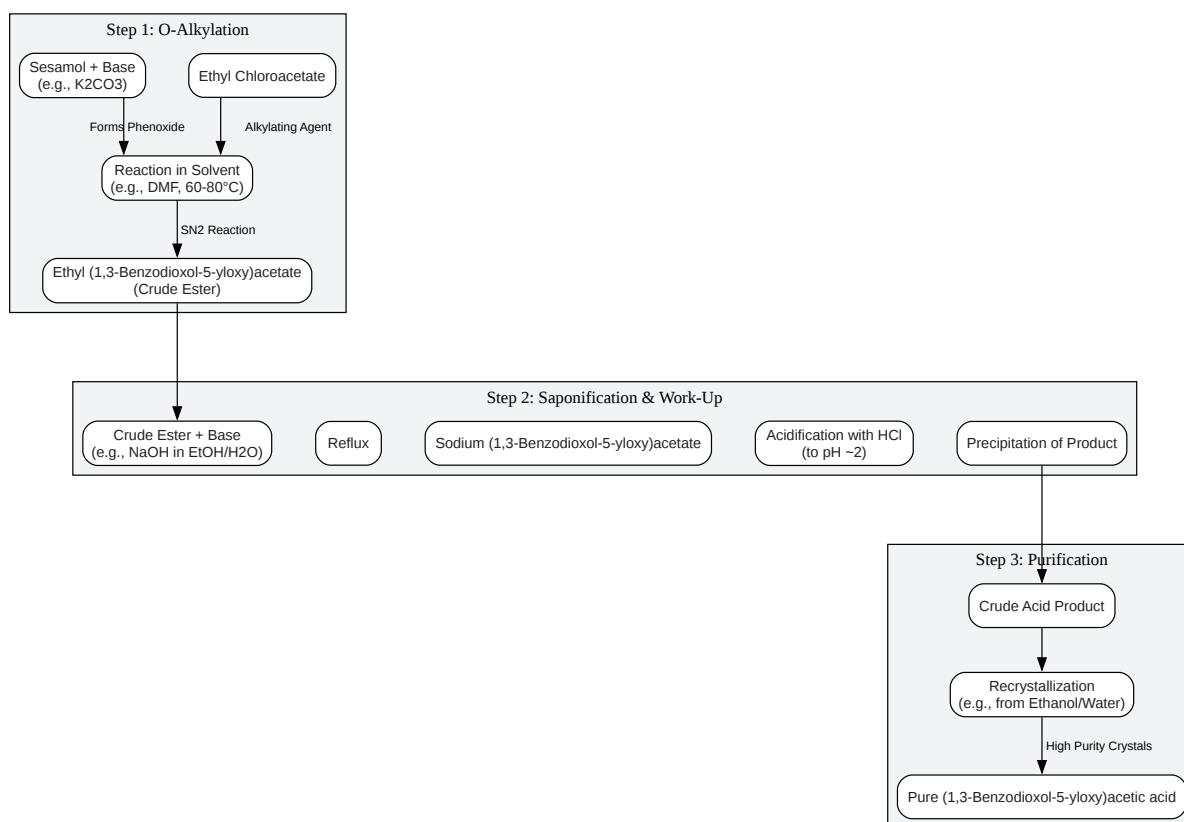 Step 1: O-Alkylation
Sesamol + Base
(e.g., K2CO3)
Ethyl Chloroacetate
Forms Phenoxide
Alkylating Agent
Reaction in Solvent
(e.g., DMF, 60-80°C)
SN2 Reaction
Ethyl (1,3-Benzodioxol-5-yloxy)acetate
(Crude Ester)
Step 2: Saponification & Work-Up
Crude Ester + Base
(e.g., NaOH in EtOH/H2O)
Reflux
Sodium (1,3-Benzodioxol-5-yloxy)acetate
Acidification with HCl
(to pH ~2)
Precipitation of Product
Step 3: Purification
Crude Acid Product
Recrystallization
(e.g., from Ethanol/Water)
High Purity Crystals
Pure (1,3-Benzodioxol-5-yloxy)acetic acid